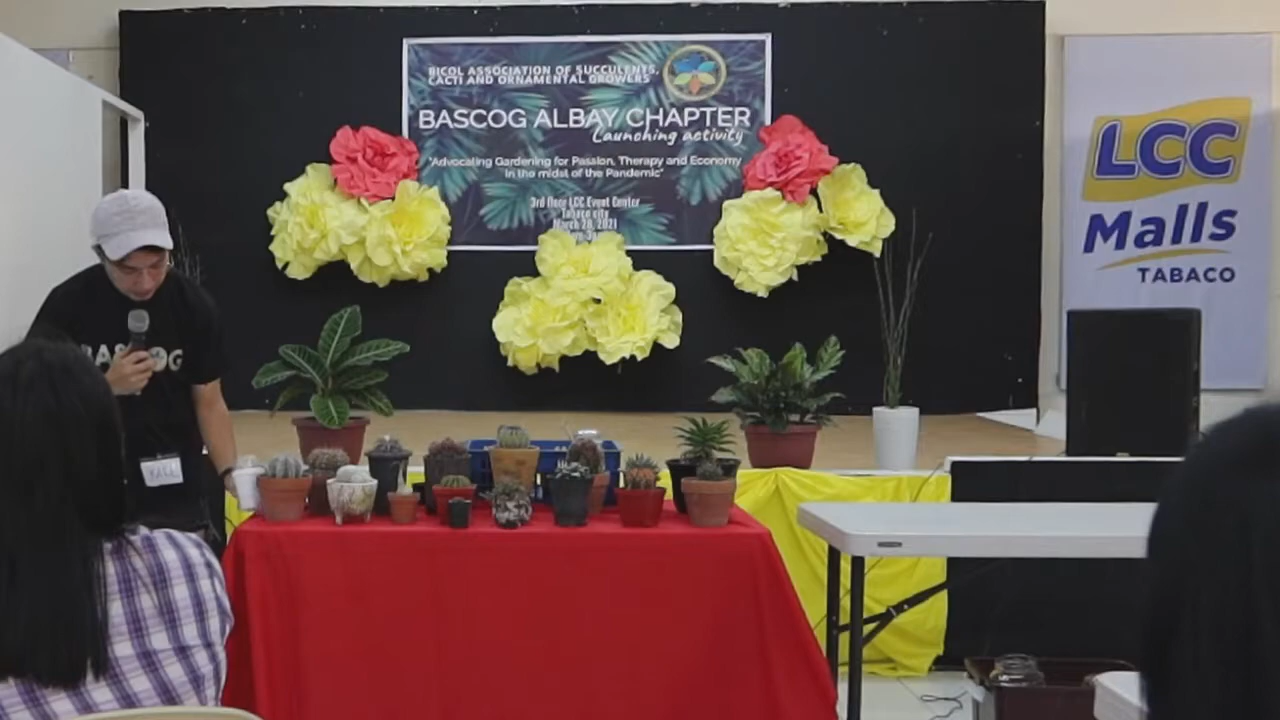 BICOL ASSOCIATION OF SUCCULENTS,
CACTI AND ORNAMENTAL GROWERS
BASCOG ALBAY CHAPTER
Launching activity
"Advocating Gardening for Passion, Therapy and Economy
in the midst of the Pandemic"
3rd floor LCC Event Center
Tabaco city
March 28, 2021
LCC
Malls
TABACO
BASCOG